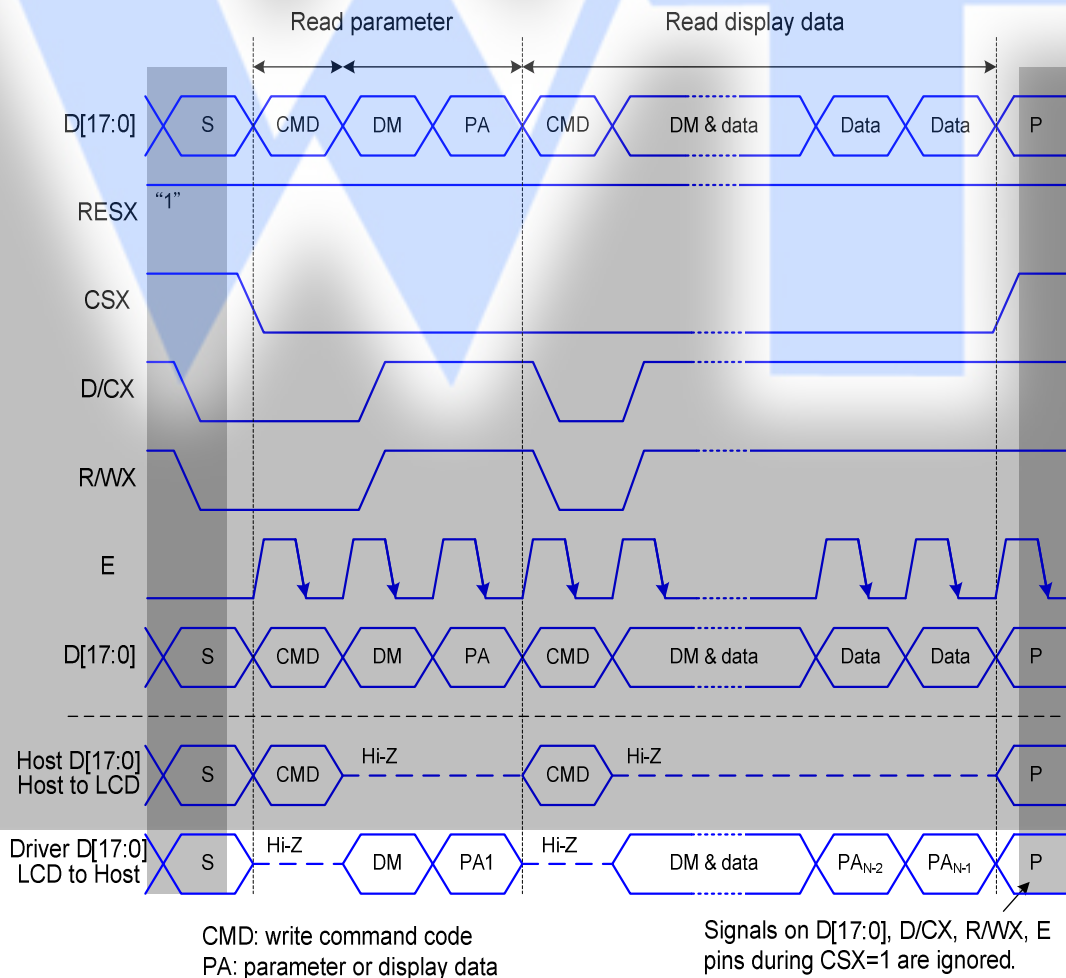 Read parameter Read display data
D[17:0] S CMD DM PA CMD DM & data Data Data P
RESX "1"
CSX
D/CX
R/WX
E
D[17:0] S CMD DM PA CMD DM & data Data Data P
Host D[17:0]
Host to LCD
S CMD Hi-Z CMD Hi-Z P
Driver D[17:0]
LCD to Host
S Hi-Z DM PA1 Hi-Z DM & data PAN-2 PAN-1 P
CMD: write command code
PA: parameter or display data
Signals on D[17:0], D/CX, R/WX, E
pins during CSX=1 are ignored.